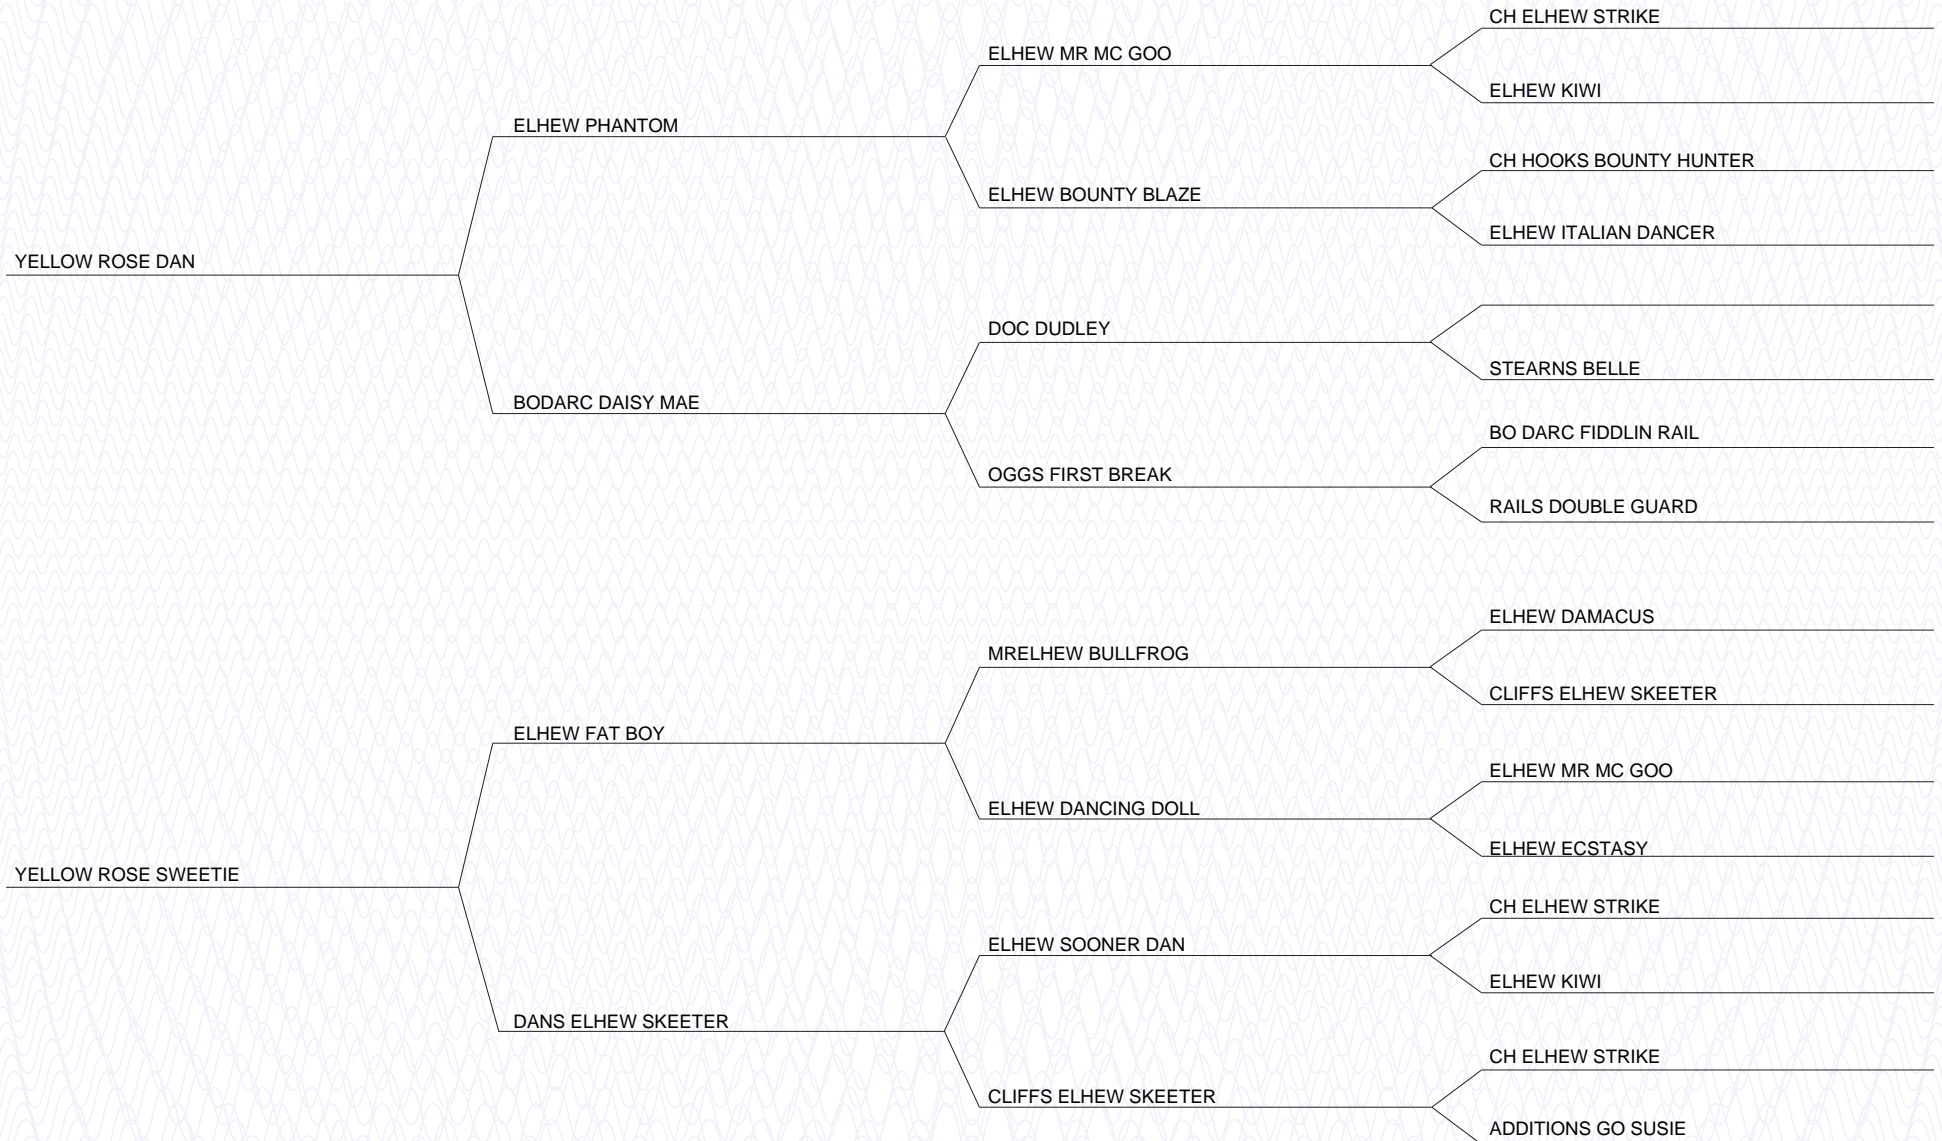 CH ELHEW STRIKE
ELHEW MR MC GOO
ELHEW KIWI
ELHEW PHANTOM
CH HOOKS BOUNTY HUNTER
ELHEW BOUNTY BLAZE
ELHEW ITALIAN DANCER
YELLOW ROSE DAN
DOC DUDLEY
STEARNS BELLE
BODARC DAISY MAE
BO DARC FIDDLIN RAIL
OGGS FIRST BREAK
RAILS DOUBLE GUARD
ELHEW DAMACUS
MRELHEW BULLFROG
CLIFFS ELHEW SKEETER
ELHEW FAT BOY
ELHEW MR MC GOO
ELHEW DANCING DOLL
ELHEW ECSTASY
YELLOW ROSE SWEETIE
CH ELHEW STRIKE
ELHEW SOONER DAN
ELHEW KIWI
DANS ELHEW SKEETER
CH ELHEW STRIKE
CLIFFS ELHEW SKEETER
ADDITIONS GO SUSIE